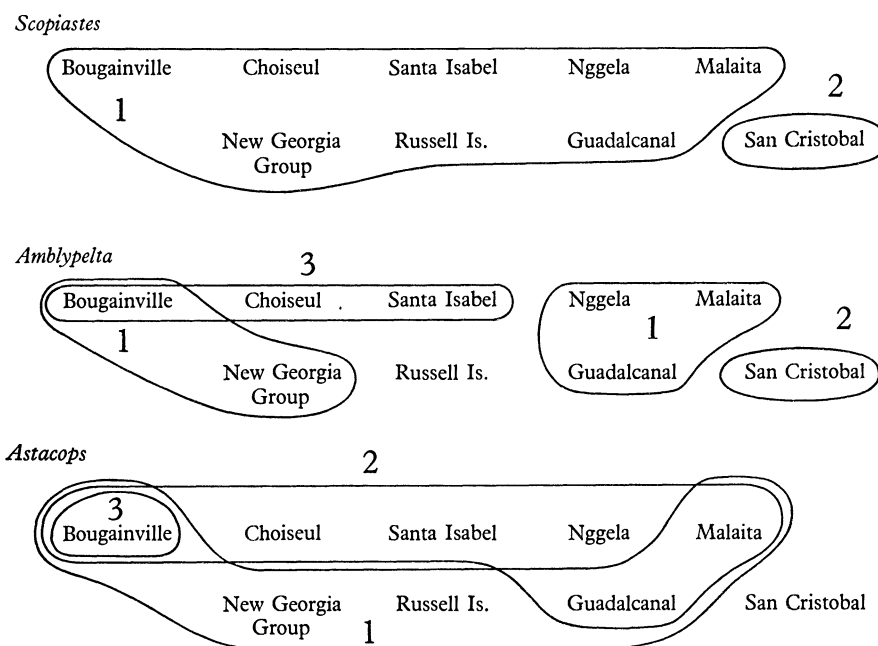 Scopiastes
Bougainville Choiseul Santa Isabel Nggela Malaita
1 2
New Georgia Group Russell Is. Guadalcanal San Cristobal
Amblypelta
3
Bougainville Choiseul Santa Isabel Nggela Malaita
1 1 2
New Georgia Group Russell Is. Guadalcanal San Cristobal
Astacops
2
3
Bougainville Choiseul Santa Isabel Nggela Malaita
New Georgia Group Russell Is. Guadalcanal San Cristobal
1